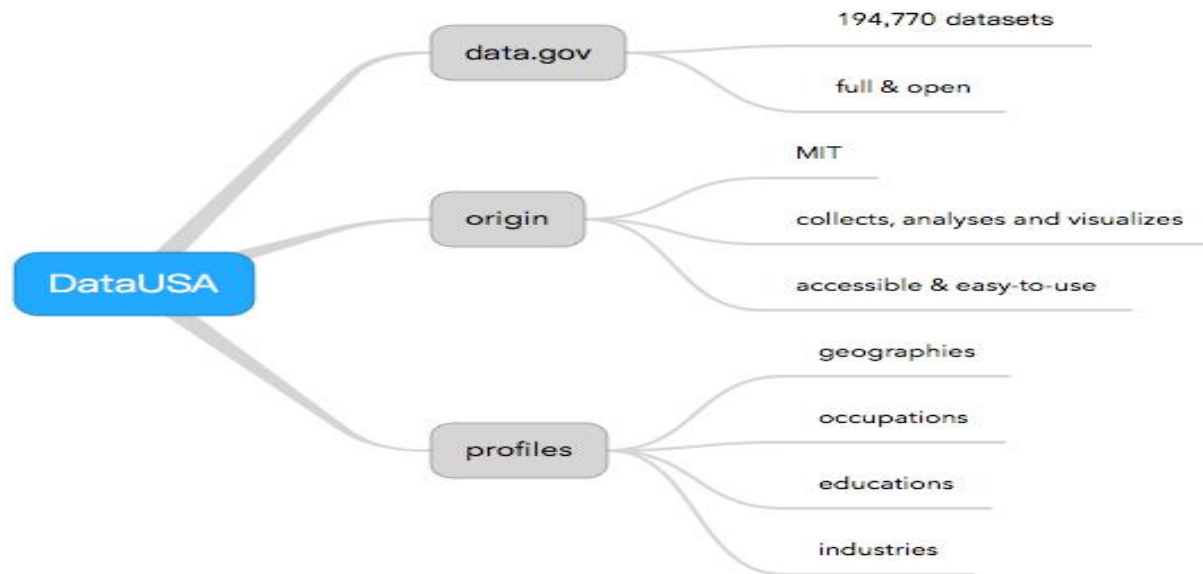 DataUSA
data.gov
194,770 datasets
full & open
origin
MIT
collects, analyses and visualizes
accessible & easy-to-use
profiles
geographies
occupations
educations
industries